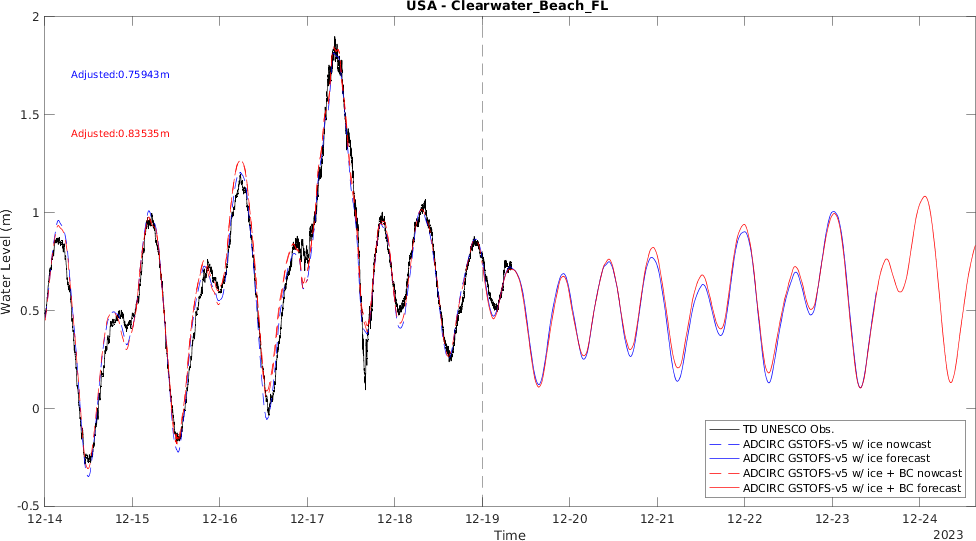 USA - Clearwater_Beach_FL
2
Adjusted:0.75943m
1.5
Adjusted:0.83535m
1
Water Level (m)
0.5
0
TD UNESCO Obs.
ADCIRC GSTOFS-v5 w/ ice nowcast
ADCIRC GSTOFS-v5 w/ ice forecast
ADCIRC GSTOFS-v5 w/ ice + BC nowcast
ADCIRC GSTOFS-v5 w/ ice + BC forecast
-0.5
12-14 12-15 12-16 12-17 12-18 12-19 12-20 12-21 12-22 12-23 12-24
Time
2023